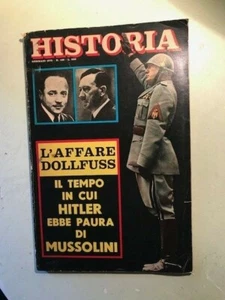 HISTORIA
L'AFFARE
DOLLFUSS
IL TEMPO
IN CUI
HITLER
EBBE PAURA
DI
MUSSOLINI